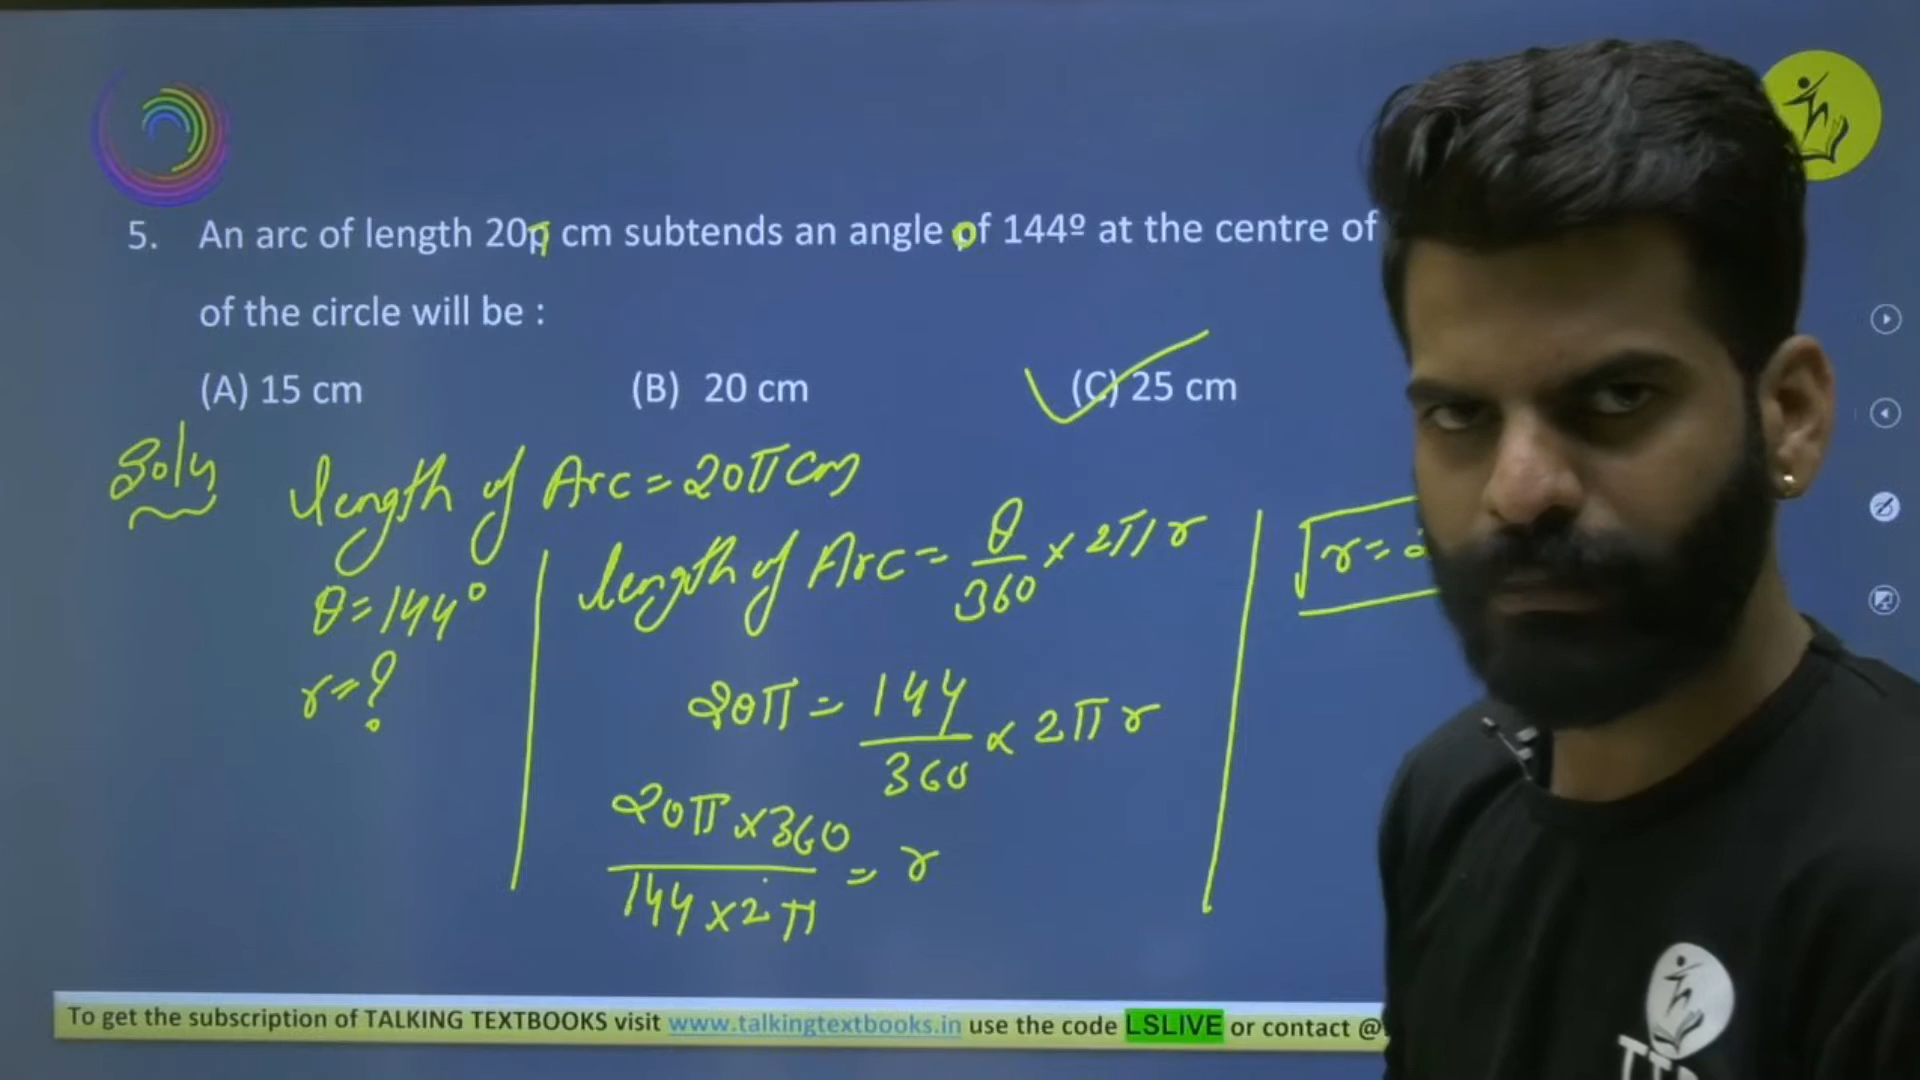 5. An arc of length 20π cm subtends an angle of 144º at the centre of
of the circle will be :
(A) 15 cm (B) 20 cm (C) 25 cm
Soln
length of Arc = 20π cm
θ = 144°
r = ?
length of Arc = θ/360 × 2πr
20π = 144/360 × 2πr
20π × 360 / 144 × 2π = r
r =
To get the subscription of TALKING TEXTBOOKS visit www.talkingtextbooks.in use the code LSLIVE or contact @